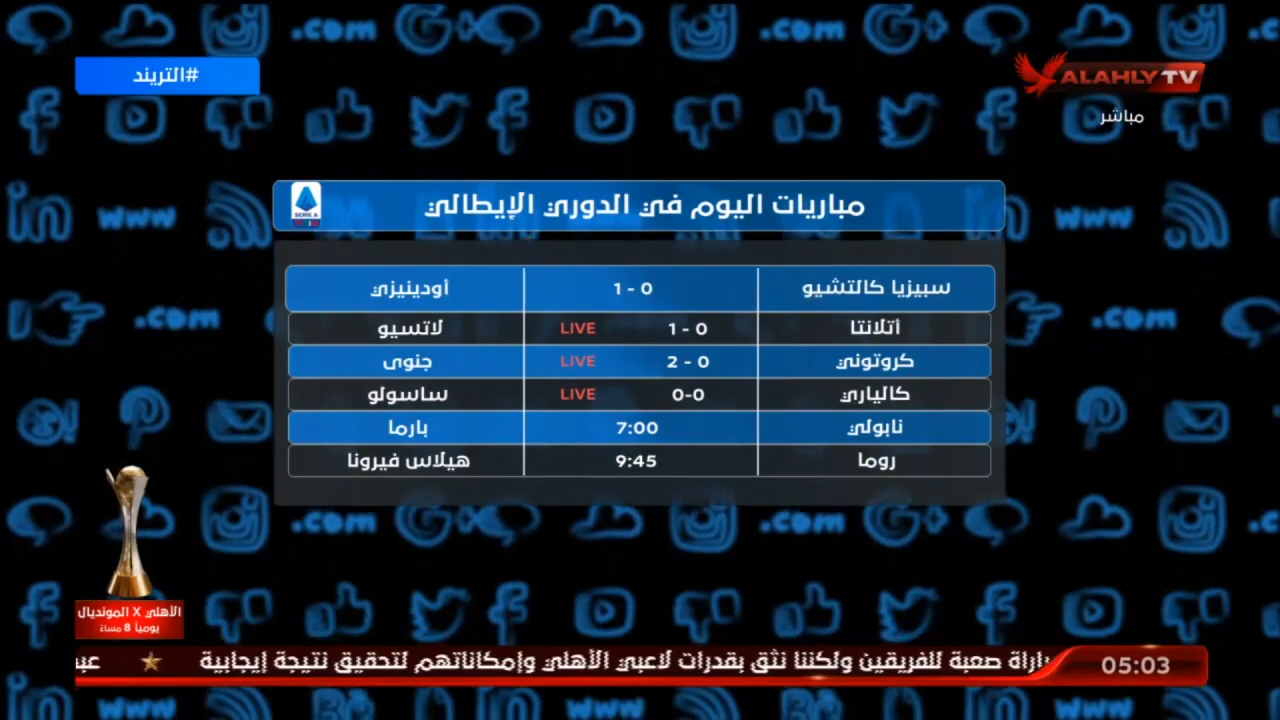 #التريند
ALAHLY TV
مباشر
مباريات اليوم في الدوري الإيطالي
SERIE A
سبيزيا كالتشيو 1 - 0 أودينيزي
أتلانتا 1 - 0 LIVE لاتسيو
كروتوني 2 - 0 LIVE جنوى
كالياري 0-0 LIVE ساسولو
نابولي 7:00 بارما
روما 9:45 هيلاس فيرونا
الأهلي X المونديال
يومياً 8 مساءً
صعبة للفريقين ولكننا نثق بقدرات لاعبي الأهلي وإمكاناتهم لتحقيق نتيجة إيجابية
05:03